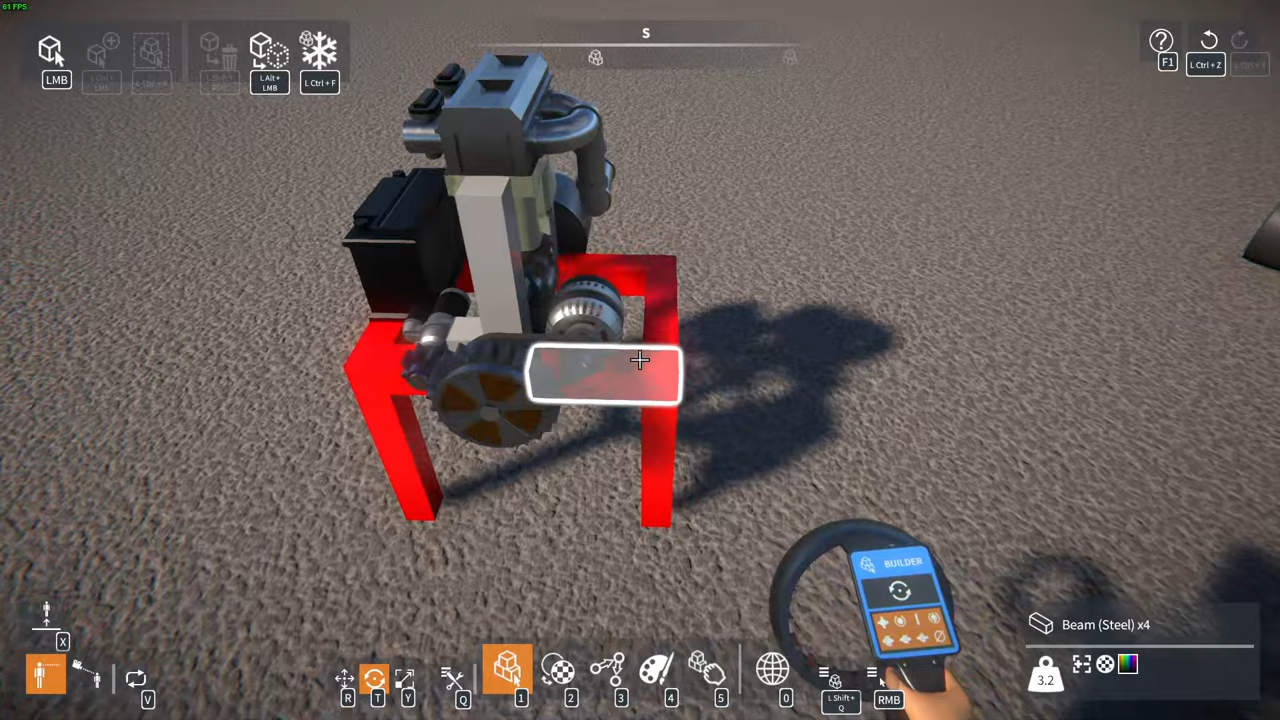 61 FPS
S
LMB
L Alt+
LMB
L Ctrl + F
F1
L Ctrl + Z
BUILDER
Beam (Steel) x4
3.2
X
V
R
T
Y
Q
1
2
3
4
5
0
L Shift +
Q
RMB